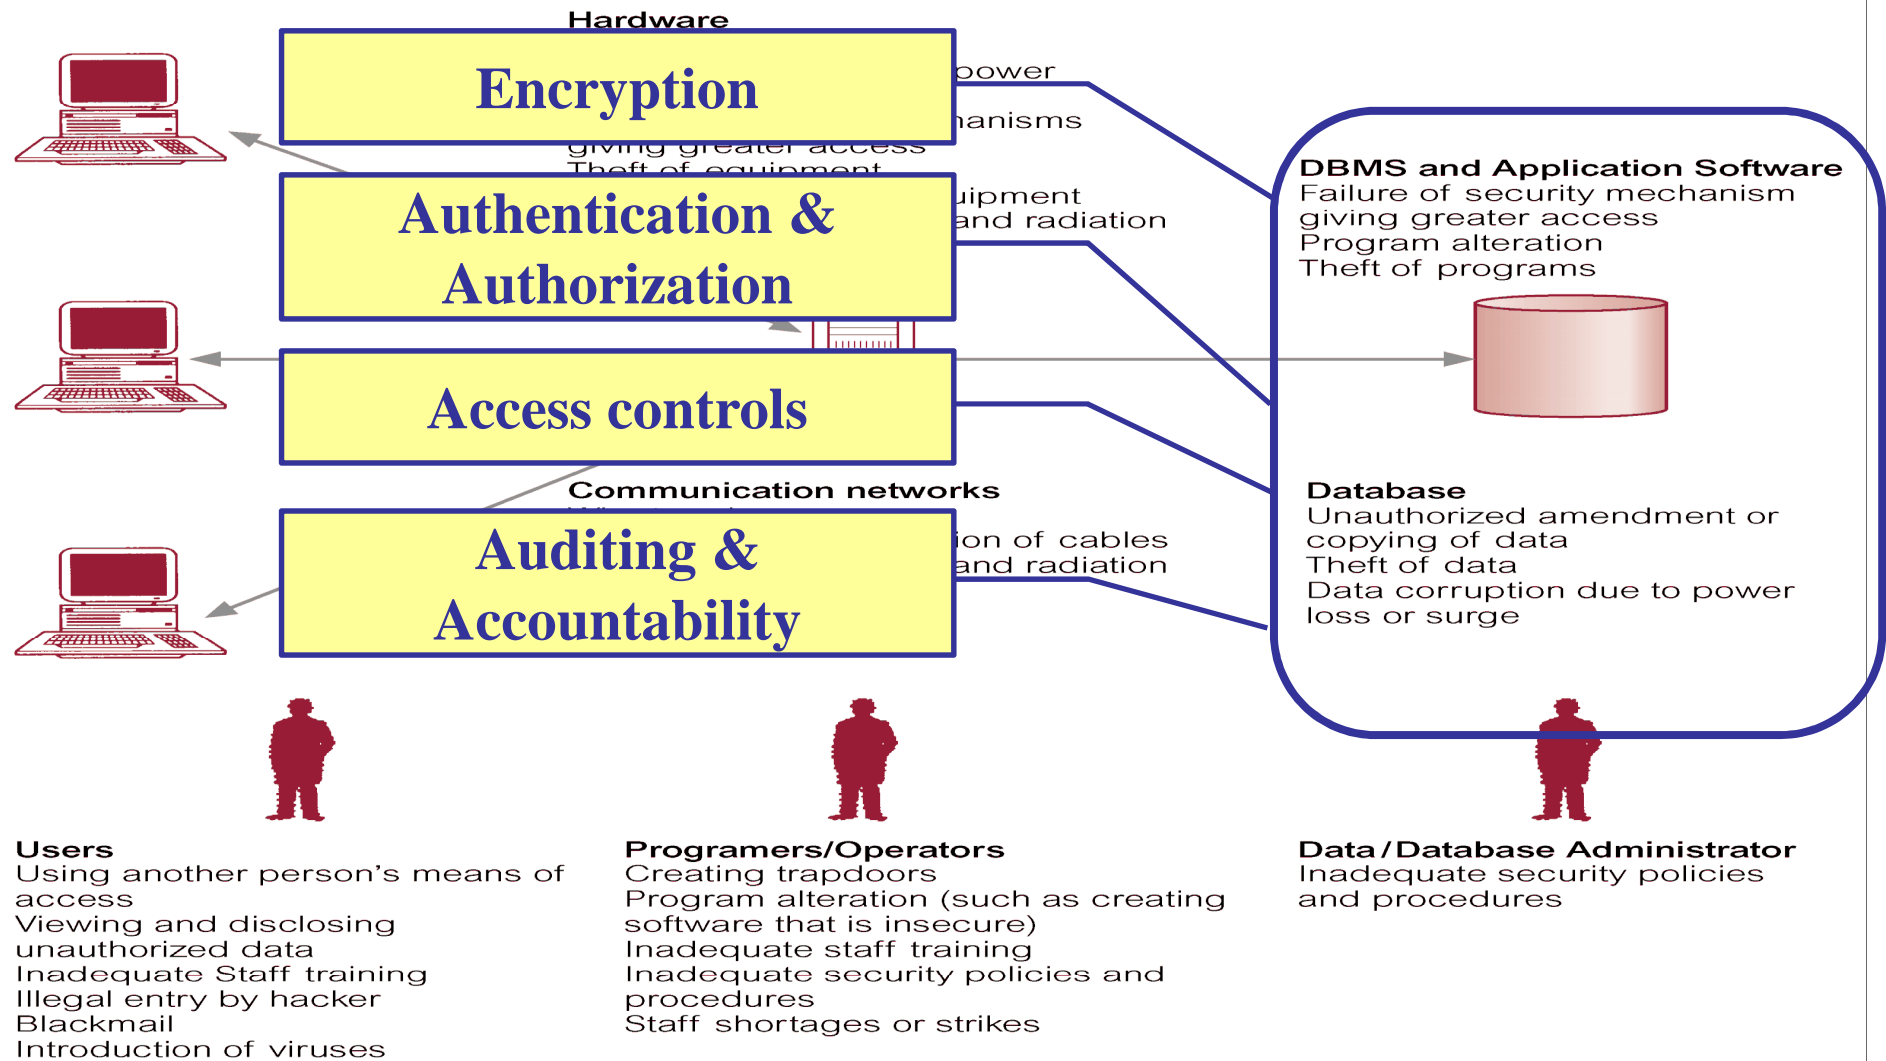 Hardware
power
Encryption
giving greater access
Theft of equipment
Authentication &
Authorization
and radiation
Access controls
Communication networks
Auditing &
Accountability
of cables
and radiation
DBMS and Application Software
Failure of security mechanism
giving greater access
Program alteration
Theft of programs
Database
Unauthorized amendment or
copying of data
Theft of data
Data corruption due to power
loss or surge
Users
Using another person’s means of
access
Viewing and disclosing
unauthorized data
Inadequate Staff training
Illegal entry by hacker
Blackmail
Introduction of viruses
Programers/Operators
Creating trapdoors
Program alteration (such as creating
software that is insecure)
Inadequate staff training
Inadequate security policies and
procedures
Staff shortages or strikes
Data/Database Administrator
Inadequate security policies
and procedures